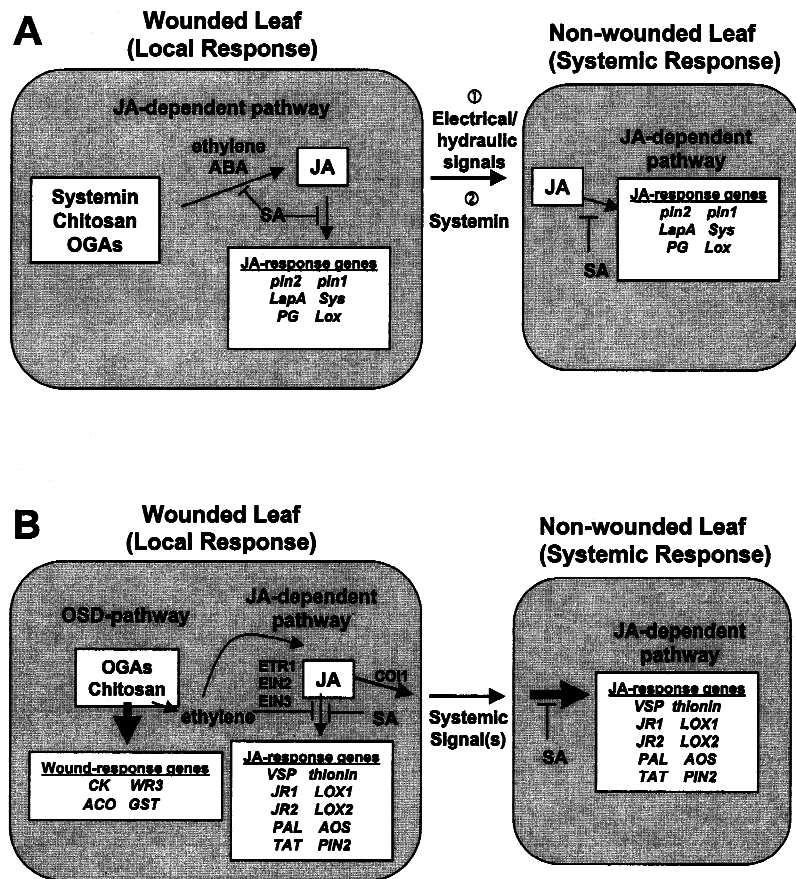 A
Wounded Leaf
(Local Response)
JA-dependent pathway
ethylene
ABA
JA
Systemin
Chitosan
OGAs
SA
JA-response genes
pin2 pin1
LapA Sys
PG Lox
①
Electrical/
hydraulic
signals
②
Systemin
Non-wounded Leaf
(Systemic Response)
JA-dependent
pathway
JA
JA-response genes
pin2 pin1
LapA Sys
PG Lox
SA
B
Wounded Leaf
(Local Response)
OSD-pathway
JA-dependent
pathway
OGAs
Chitosan
ETR1
EIN2
EIN3
JA
COI1
ethylene
SA
Wound-response genes
CK WR3
ACO GST
JA-response genes
VSP thionin
JR1 LOX1
JR2 LOX2
PAL AOS
TAT PIN2
Systemic
Signal(s)
Non-wounded Leaf
(Systemic Response)
JA-dependent
pathway
JA-response genes
VSP thionin
JR1 LOX1
JR2 LOX2
PAL AOS
TAT PIN2
SA